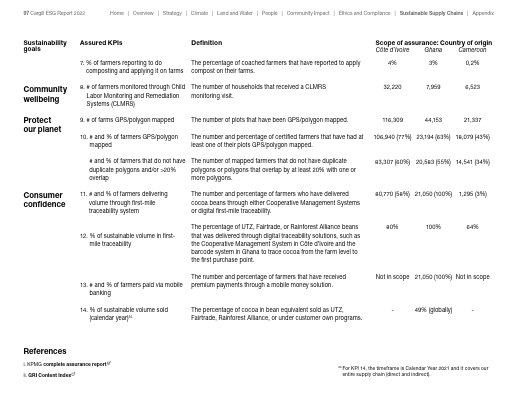 97 Cargill ESG Report 2022 Home | Overview | Strategy | Climate | Land and Water | People | Community Impact | Ethics and Compliance | Sustainable Supply Chains | Appendix
Sustainability goals Assured KPIs Definition Scope of assurance: Country of origin
Côte d'Ivoire Ghana Cameroon
7. % of farmers reporting to do The percentage of coached farmers that have reported to apply 4% 3% 0,2%
composting and applying it on farms compost on their farms.
Community wellbeing
8. # of farmers monitored through Child The number of households that received a CLMRS 32,220 7,959 6,523
Labor Monitoring and Remediation monitoring visit.
Systems (CLMRS)
Protect our planet
9. # of farms GPS/polygon mapped The number of plots that have been GPS/polygon mapped. 116,309 44,153 21,337
10. # and % of farmers GPS/polygon The number and percentage of certified farmers that have had at 106,940 (77%) 23,194 (63%) 18,079 (43%)
mapped least one of their plots GPS/polygon mapped.
# and % of farmers that do not have The number of mapped farmers that do not have duplicate 83,307 (60%) 20,563 (55%) 14,541 (34%)
duplicate polygons and/or >20% polygons or polygons that overlap by at least 20% with one or
overlap more polygons.
Consumer confidence
11. # and % of farmers delivering The number and percentage of farmers who have delivered 80,770 (58%) 21,050 (100%) 1,295 (3%)
volume through first-mile cocoa beans through either Cooperative Management Systems
traceability system or digital first-mile traceability.
12. % of sustainable volume in first- The percentage of UTZ, Fairtrade, or Rainforest Alliance beans 80% 100% 64%
mile traceability that was delivered through digital traceability solutions, such as
the Cooperative Management System in Côte d'Ivoire and the
barcode system in Ghana to trace cocoa from the farm level to
the first purchase point.
13. # and % of farmers paid via mobile The number and percentage of farmers that have received Not in scope 21,050 (100%) Not in scope
banking premium payments through a mobile money solution.
14. % of sustainable volume sold The percentage of cocoa in bean equivalent sold as UTZ, - 49% (globally) -
(calendar year) Fairtrade, Rainforest Alliance, or under customer own programs.
References
i. KPMG complete assurance report
ii. GRI Content Index
For KPI 14, the timeframe is Calendar Year 2021 and it covers our
entire supply chain (direct and indirect).